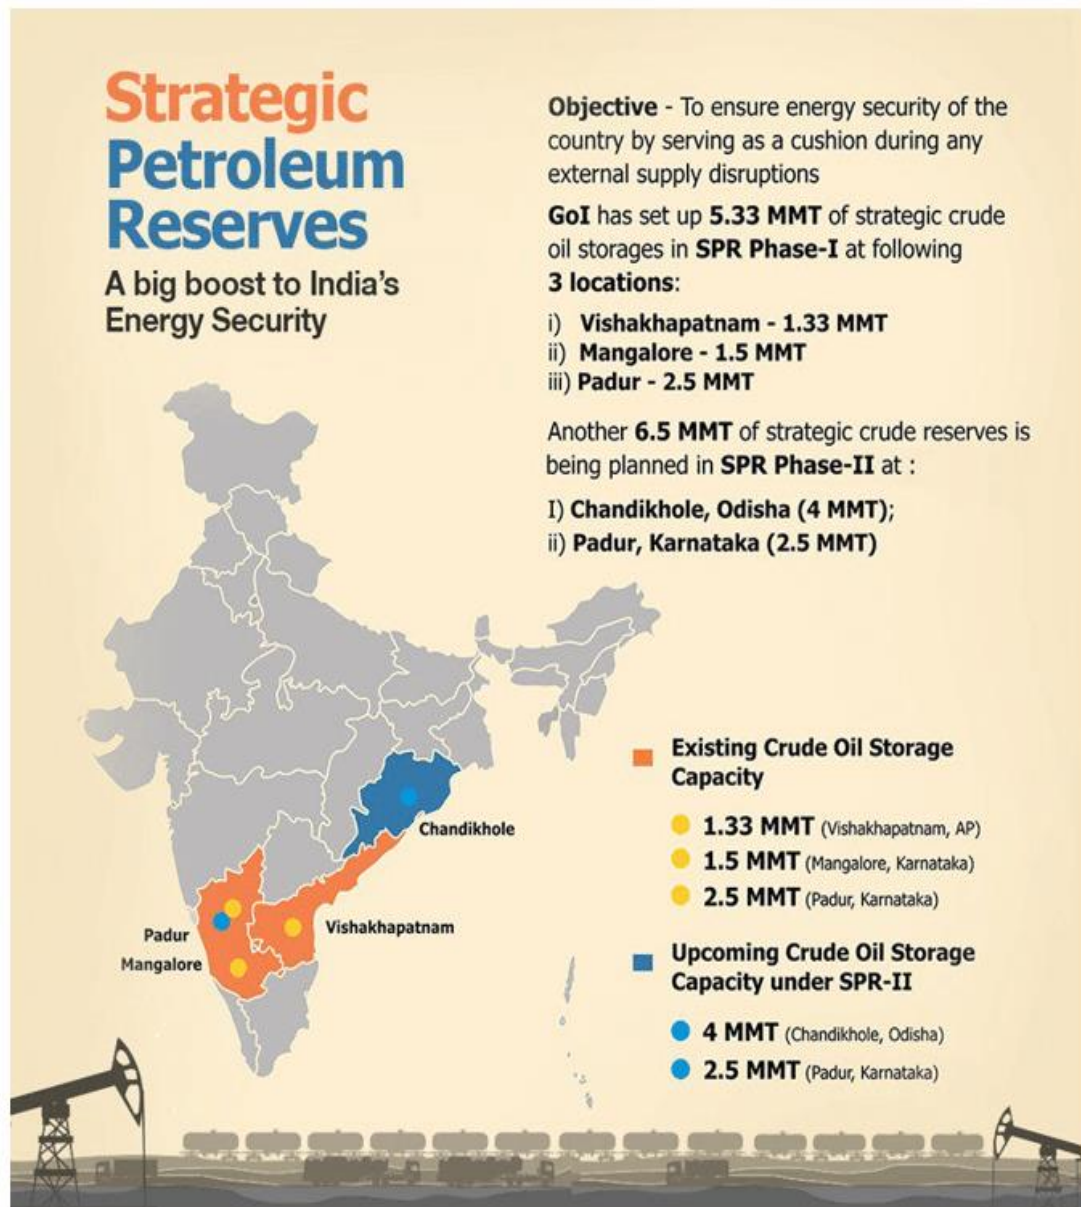 Strategic
Petroleum
Reserves
A big boost to India's
Energy Security
Objective - To ensure energy security of the
country by serving as a cushion during any
external supply disruptions
GoI has set up 5.33 MMT of strategic crude
oil storages in SPR Phase-I at following
3 locations:
i) Vishakhapatnam - 1.33 MMT
ii) Mangalore - 1.5 MMT
iii) Padur - 2.5 MMT
Another 6.5 MMT of strategic crude reserves is
being planned in SPR Phase-II at :
I) Chandikhole, Odisha (4 MMT);
ii) Padur, Karnataka (2.5 MMT)
Chandikhole
Vishakhapatnam
Padur
Mangalore
Existing Crude Oil Storage
Capacity
1.33 MMT (Vishakhapatnam, AP)
1.5 MMT (Mangalore, Karnataka)
2.5 MMT (Padur, Karnataka)
Upcoming Crude Oil Storage
Capacity under SPR-II
4 MMT (Chandikhole, Odisha)
2.5 MMT (Padur, Karnataka)